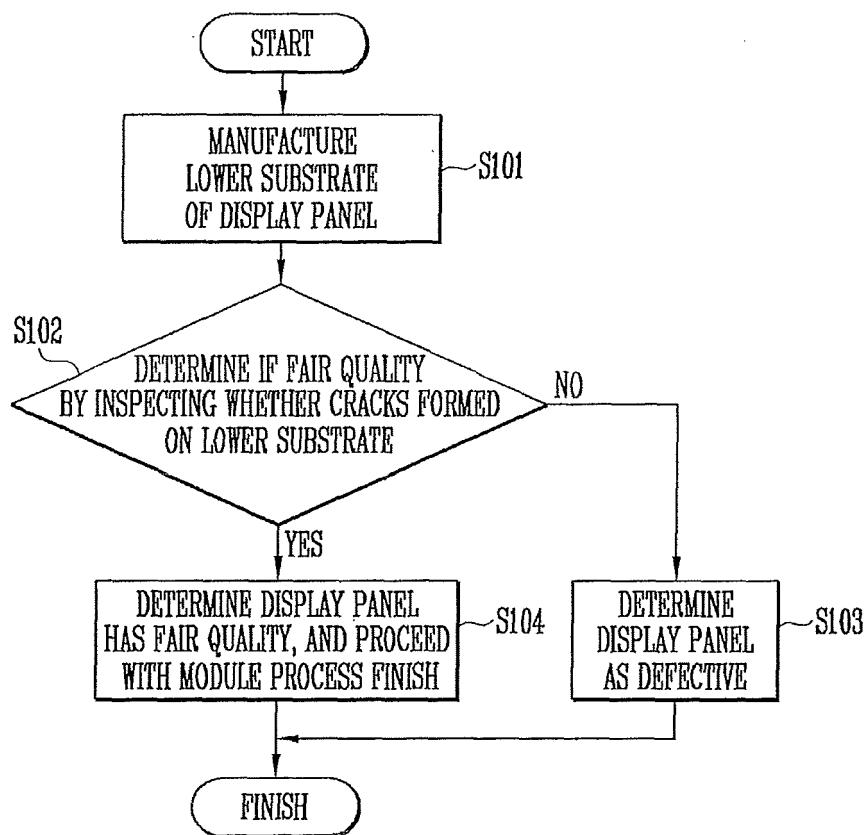 START
MANUFACTURE
LOWER SUBSTRATE
OF DISPLAY PANEL
S101
S102
DETERMINE IF FAIR QUALITY
BY INSPECTING WHETHER CRACKS FORMED
ON LOWER SUBSTRATE
NO
YES
DETERMINE DISPLAY PANEL
HAS FAIR QUALITY, AND PROCEED
WITH MODULE PROCESS FINISH
S104
DETERMINE
DISPLAY PANEL
AS DEFECTIVE
S103
FINISH